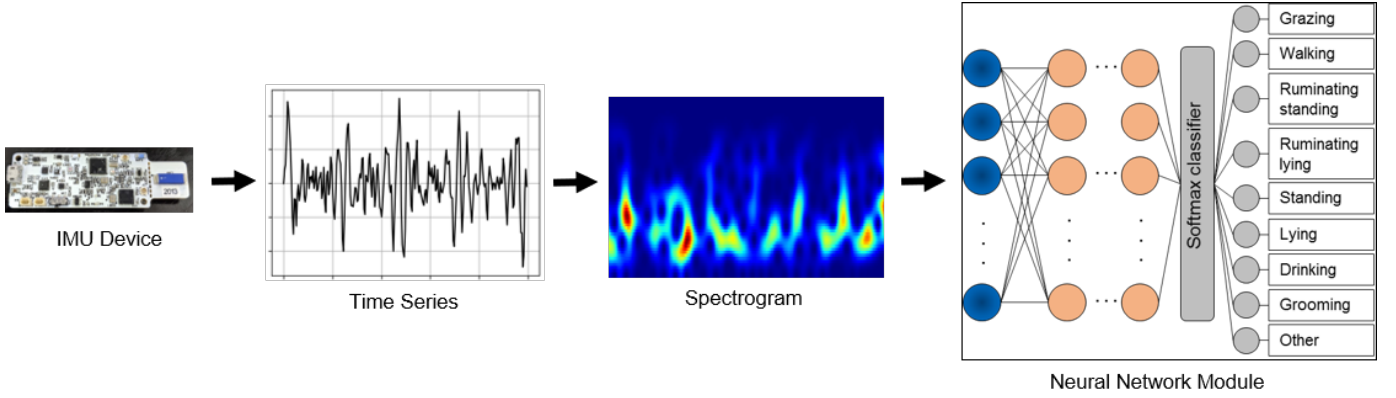 IMU Device
2013
Time Series
Spectrogram
Softmax classifier
Grazing
Walking
Ruminating
standing
Ruminating
lying
Standing
Lying
Drinking
Grooming
Other
Neural Network Module